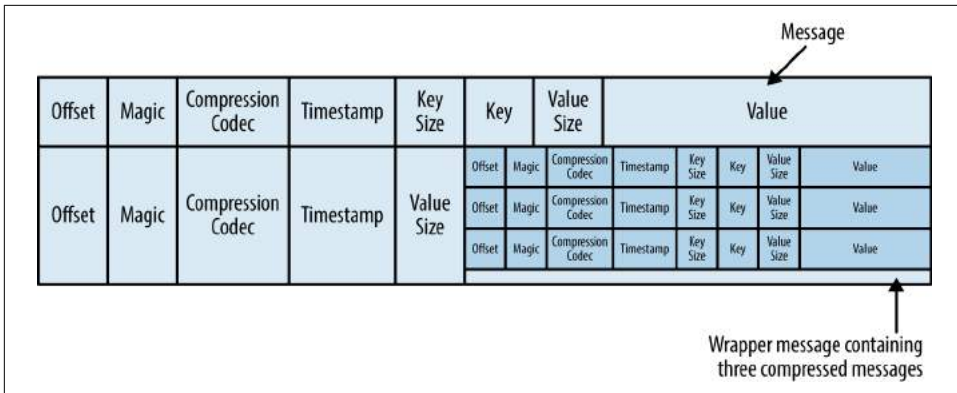 Message
Offset Magic Compression Codec Timestamp Key Size Key Value Size Value
Offset Magic Compression Codec Timestamp Value Size
Offset Magic Compression Codec Timestamp Key Size Key Value Size Value
Offset Magic Compression Codec Timestamp Key Size Key Value Size Value
Offset Magic Compression Codec Timestamp Key Size Key Value Size Value
Wrapper message containing
three compressed messages